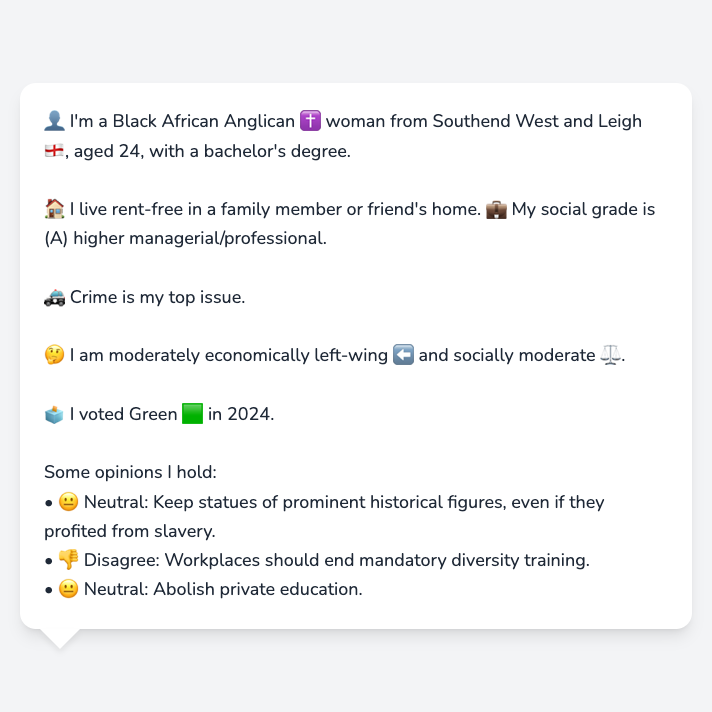 👤 I'm a Black African Anglican ✝️ woman from Southend West and Leigh
🏴󠁧󠁢󠁥󠁮󠁧󠁿, aged 24, with a bachelor's degree.
🏠 I live rent-free in a family member or friend's home. 💼 My social grade is
(A) higher managerial/professional.
🚓 Crime is my top issue.
🤔 I am moderately economically left-wing ⬅️ and socially moderate ⚖️.
🗳️ I voted Green 🟩 in 2024.
Some opinions I hold:
• 😐 Neutral: Keep statues of prominent historical figures, even if they
profited from slavery.
• 👎 Disagree: Workplaces should end mandatory diversity training.
• 😐 Neutral: Abolish private education.